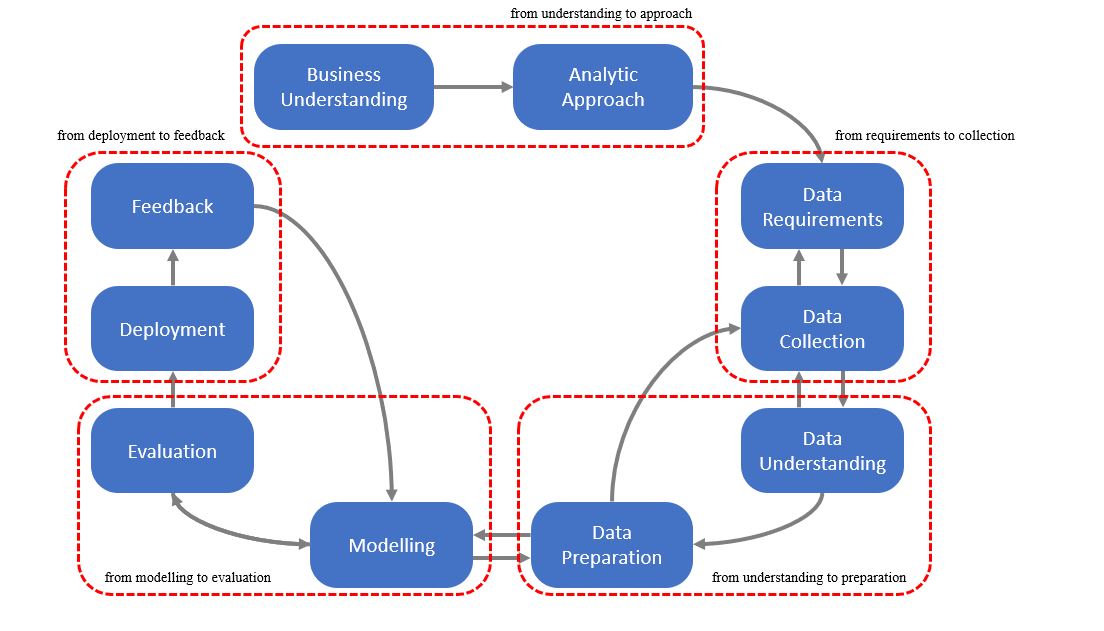 from understanding to approach
Business
Understanding
Analytic
Approach
from deployment to feedback
from requirements to collection
Feedback
Data
Requirements
Deployment
Data
Collection
Evaluation
Data
Understanding
Modelling
Data
Preparation
from modelling to evaluation
from understanding to preparation